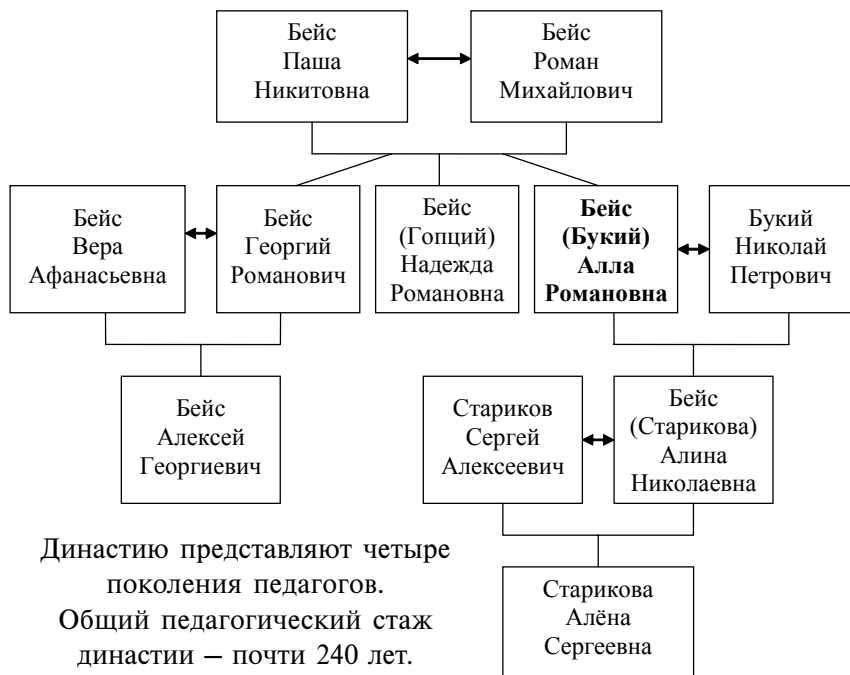 Бейс
Паша
Никитовна
Бейс
Роман
Михайлович
Бейс
Вера
Афанасьевна
Бейс
Георгий
Романович
Бейс
(Гопций)
Надежда
Романовна
Бейс
(Букий)
Алла
Романовна
Букий
Николай
Петрович
Бейс
Алексей
Георгиевич
Стариков
Сергей
Алексеевич
Бейс
(Старикова)
Алина
Николаевна
Династию представляют четыре
поколения педагогов.
Общий педагогический стаж
династии – почти 240 лет.
Старикова
Алёна
Сергеевна